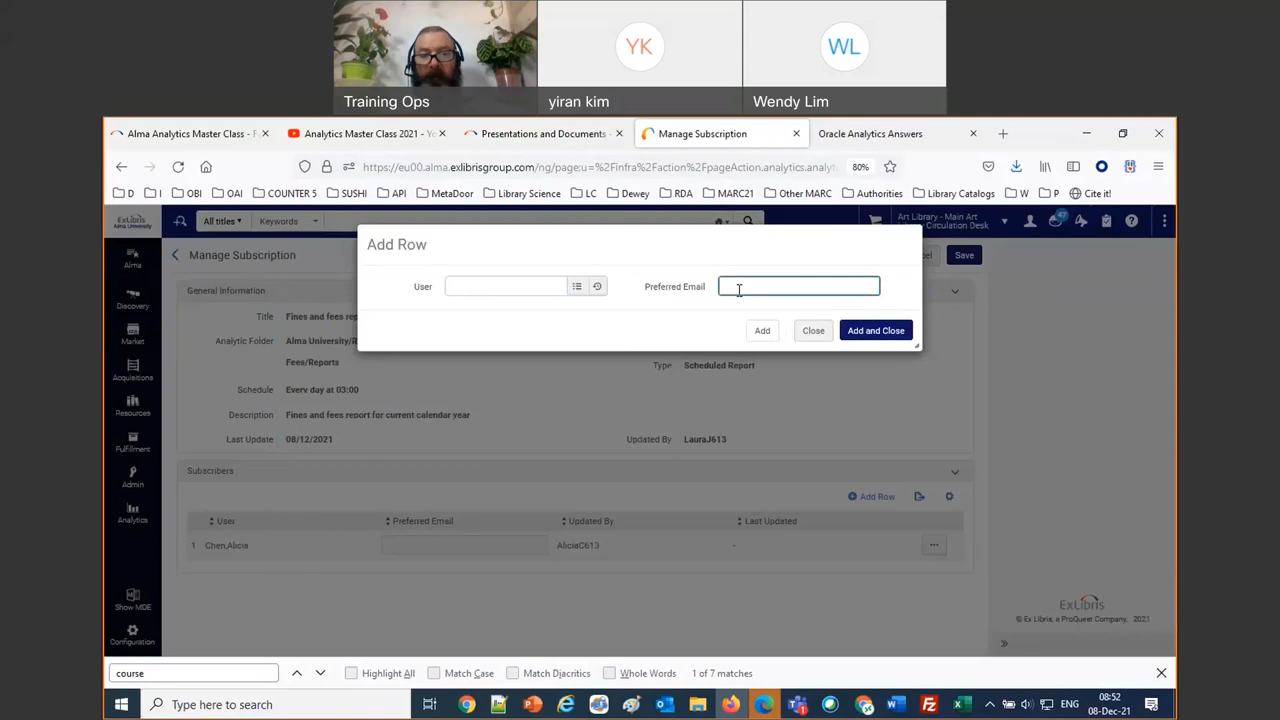 YK
WL
Training Ops
yiran kim
Wendy Lim
Alma Analytics Master Class - F
Analytics Master Class 2021 - Yo
Presentations and Documents -
Manage Subscription
Oracle Analytics Answers
https://eu00.alma.exlibrisgroup.com/ng/page;u=%2Finfra%2Faction%2FpageAction.analytics.analyt
80%
D
I
OBI
OAI
COUNTER 5
SUSHI
API
MetaDoor
Library Science
LC
Dewey
RDA
MARC21
Other MARC
Authorities
Library Catalogs
W
P
Cite it!
ExLibris
Alma University
All titles
Keywords
Art Library - Main Art
Circulation Desk
47
Add Row
Manage Subscription
Save
User
Preferred Email
General Information
Title
Fines and fees
Add
Close
Add and Close
Analytic Folder
Alma University/R
Fees/Reports
Type
Scheduled Report
Schedule
Every day at 03:00
Description
Fines and fees report for current calendar year
Last Update
08/12/2021
Updated By
LauraJ613
Subscribers
Add Row
User
Preferred Email
Updated By
Last Updated
1
Chen,Alicia
AliciaC613
-
Alma
Discovery
Market
Acquisitions
Resources
Fulfillment
Admin
Analytics
Show MDE
Configuration
ExLibris
© Ex Libris, a ProQuest Company, 2021
course
Highlight All
Match Case
Match Diacritics
Whole Words
1 of 7 matches
Type here to search
ENG
08:52
08-Dec-21